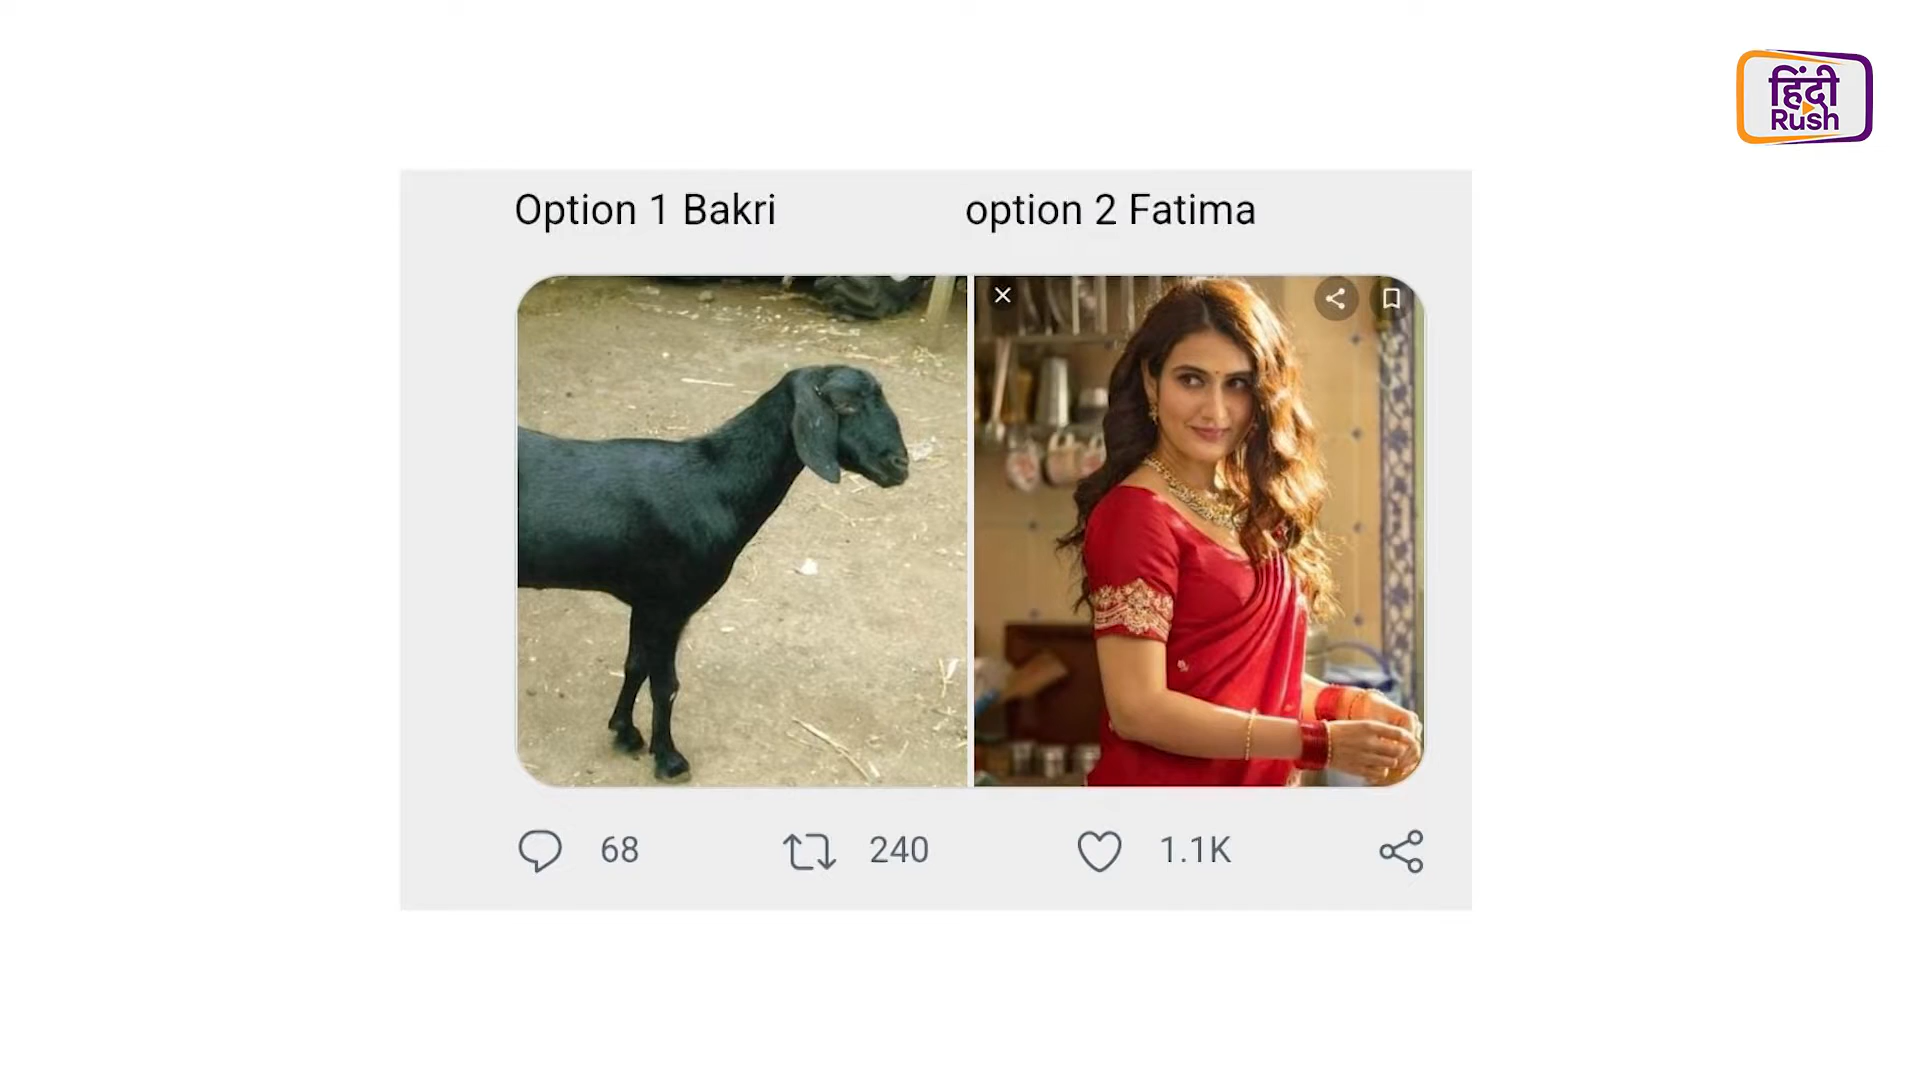 हिंदी
Rush
Option 1 Bakri option 2 Fatima
68 240 1.1K